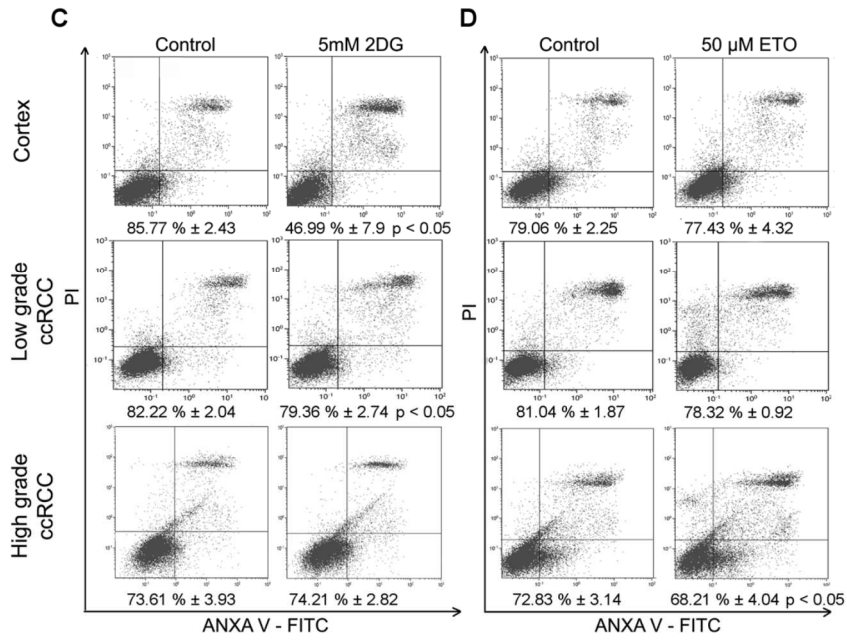 C
D
Control
5mM 2DG
Control
50 µM ETO
Cortex
85.77 % ± 2.43
46.99 % ± 7.9 p < 0.05
79.06 % ± 2.25
77.43 % ± 4.32
Low grade
ccRCC
PI
PI
82.22 % ± 2.04
79.36 % ± 2.74 p < 0.05
81.04 % ± 1.87
78.32 % ± 0.92
High grade
ccRCC
73.61 % ± 3.93
74.21 % ± 2.82
72.83 % ± 3.14
68.21 % ± 4.04 p < 0.05
ANXA V - FITC
ANXA V - FITC